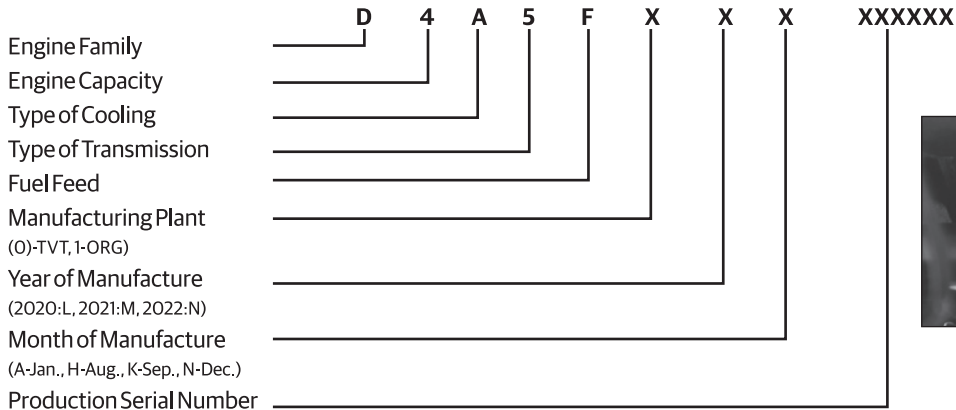 D 4 A 5 F X X X XXXXXX
Engine Family
Engine Capacity
Type of Cooling
Type of Transmission
Fuel Feed
Manufacturing Plant
(0)-TVT, 1-ORG)
Year of Manufacture
(2020:L, 2021:M, 2022:N)
Month of Manufacture
(A-Jan., H-Aug., K-Sep., N-Dec.)
Production Serial Number